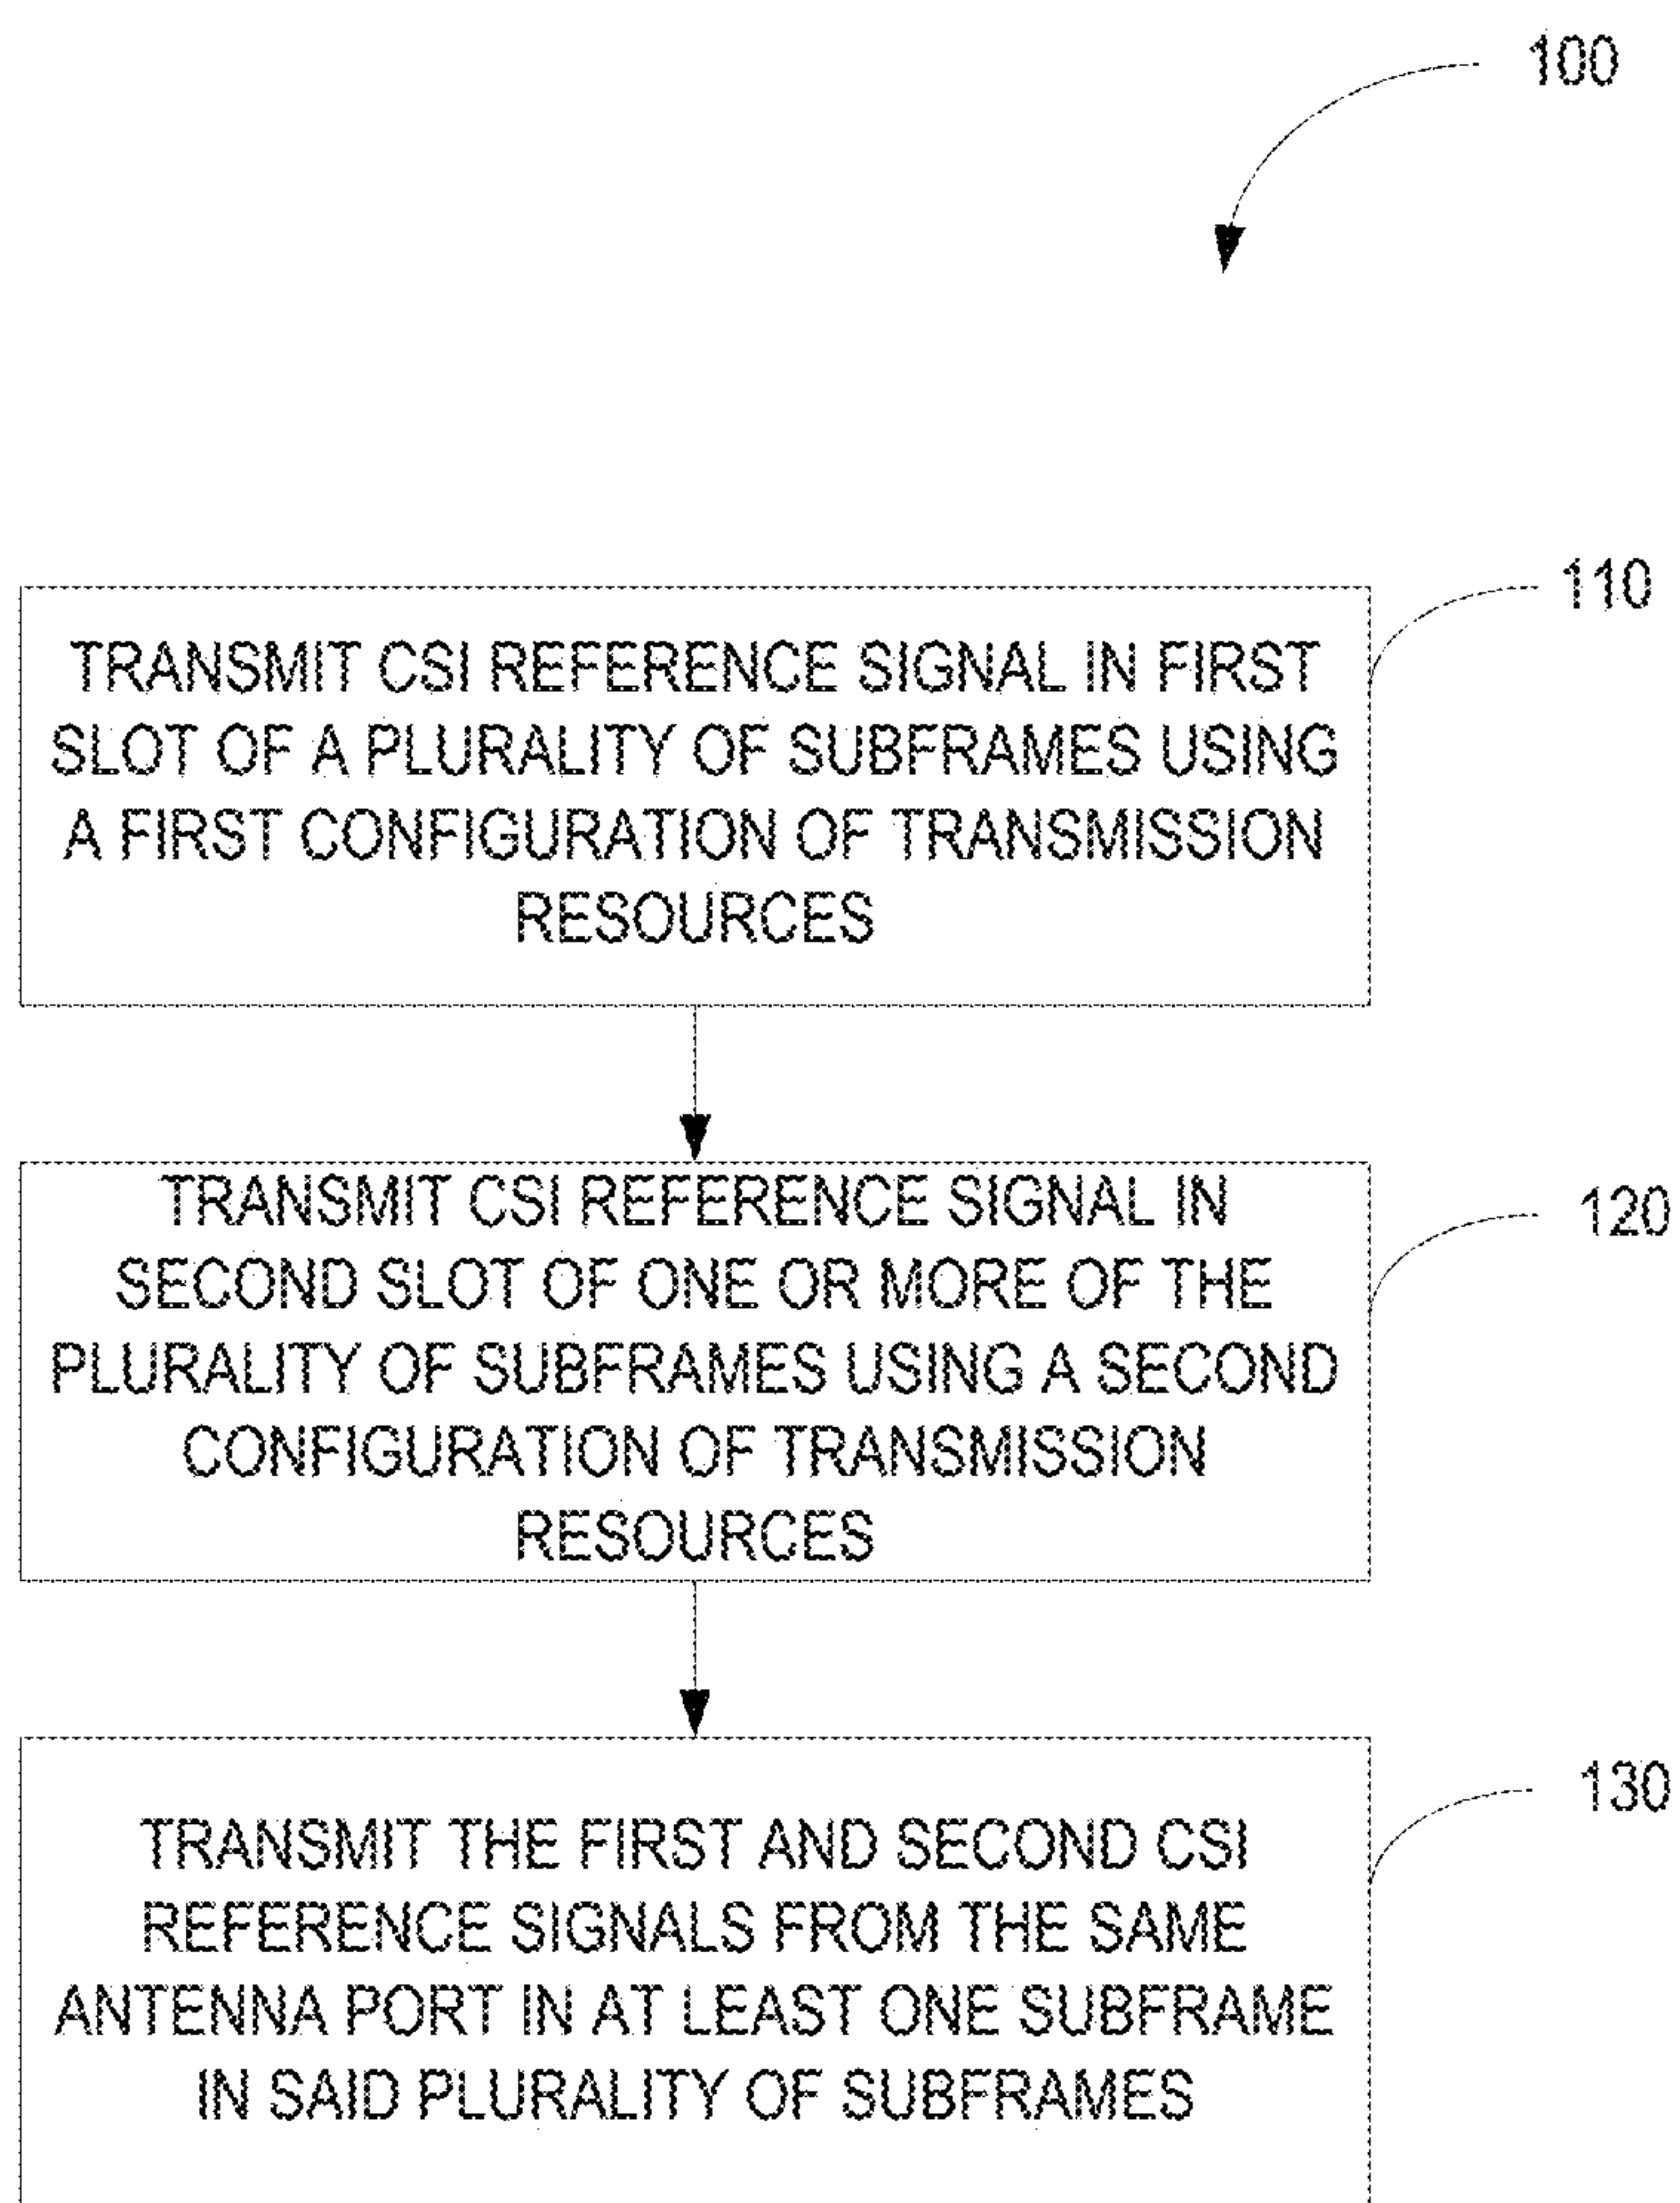 100
110
TRANSMIT CSI REFERENCE SIGNAL IN FIRST
SLOT OF A PLURALITY OF SUBFRAMES USING
A FIRST CONFIGURATION OF TRANSMISSION
RESOURCES
120
TRANSMIT CSI REFERENCE SIGNAL IN
SECOND SLOT OF ONE OR MORE OF THE
PLURALITY OF SUBFRAMES USING A SECOND
CONFIGURATION OF TRANSMISSION
RESOURCES
130
TRANSMIT THE FIRST AND SECOND CSI
REFERENCE SIGNALS FROM THE SAME
ANTENNA PORT IN AT LEAST ONE SUBFRAME
IN SAID PLURALITY OF SUBFRAMES